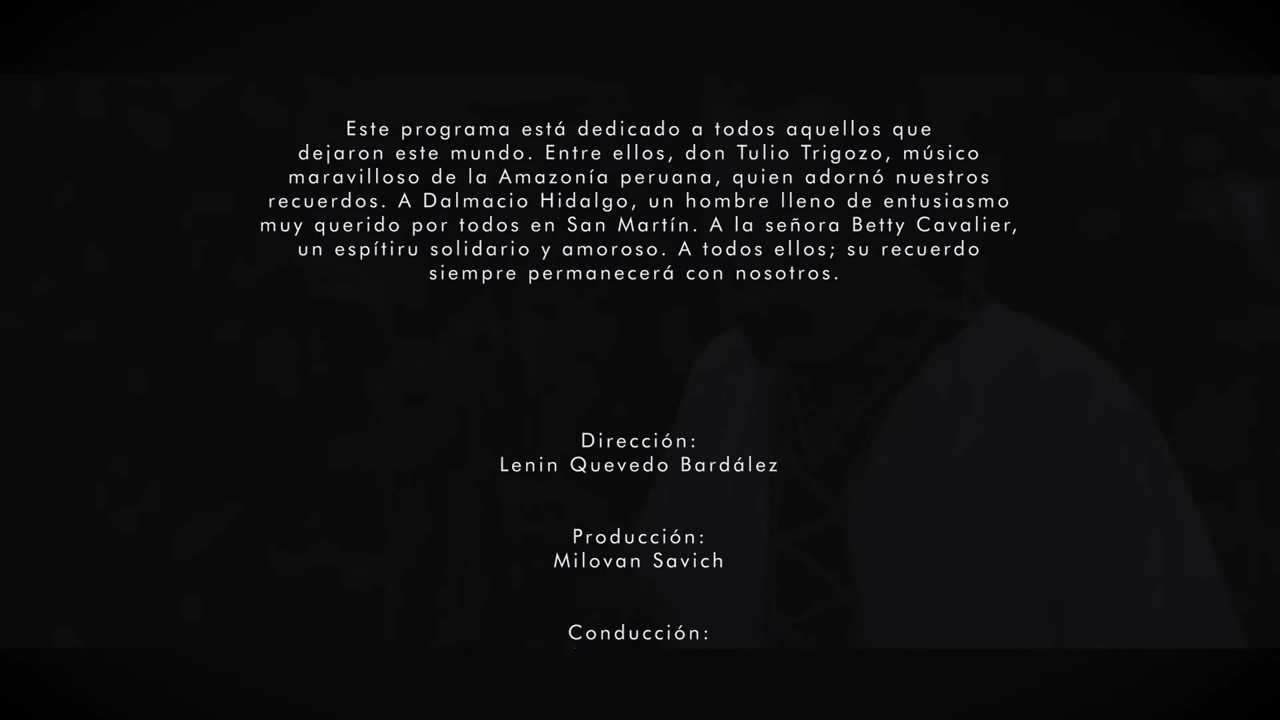 Este programa está dedicado a todos aquellos que
dejaron este mundo. Entre ellos, don Tulio Trigozo, músico
maravilloso de la Amazonía peruana, quien adornó nuestros
recuerdos. A Dalmacio Hidalgo, un hombre lleno de entusiasmo
muy querido por todos en San Martín. A la señora Betty Cavalier,
un espítiru solidario y amoroso. A todos ellos; su recuerdo
siempre permanecerá con nosotros.
Dirección:
Lenin Quevedo Bardález
Producción:
Milovan Savich
Conducción: